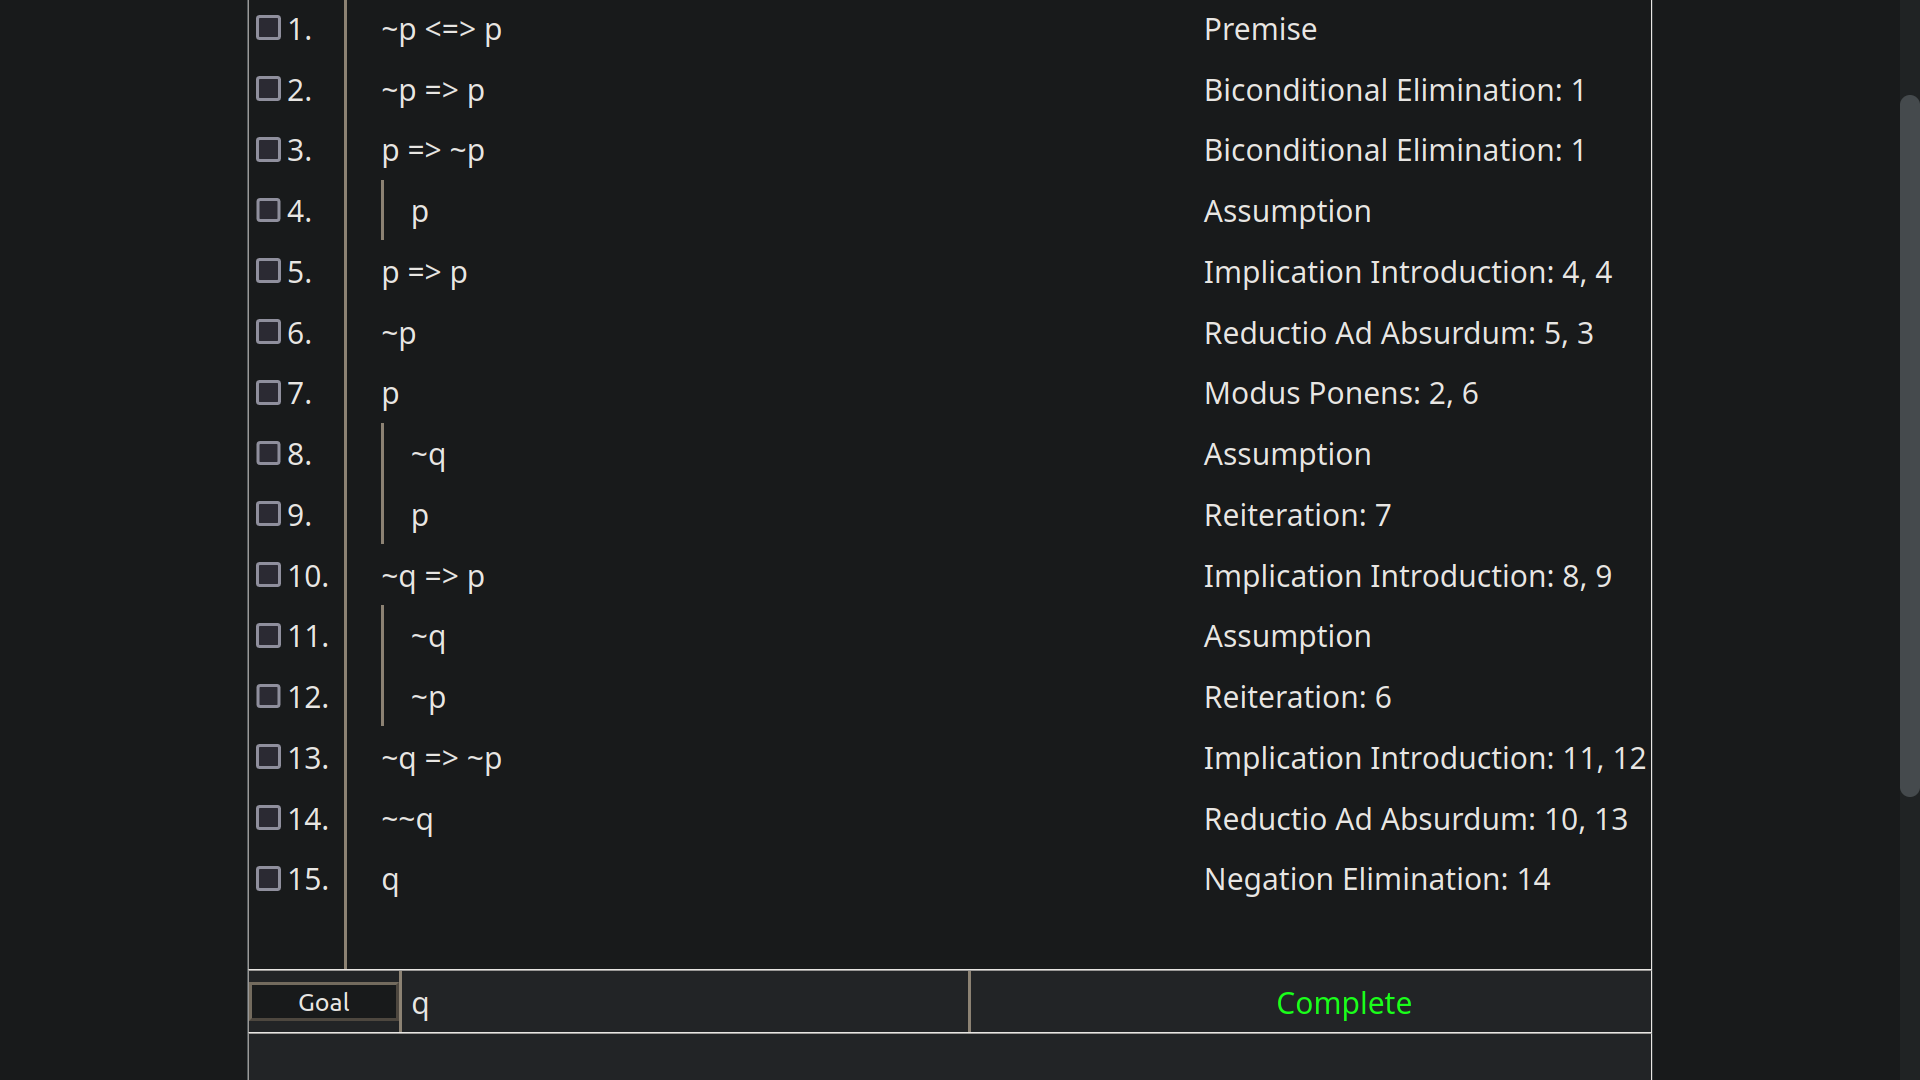 1. ~p <=> p Premise
2. ~p => p Biconditional Elimination: 1
3. p => ~p Biconditional Elimination: 1
4. p Assumption
5. p => p Implication Introduction: 4, 4
6. ~p Reductio Ad Absurdum: 5, 3
7. p Modus Ponens: 2, 6
8. ~q Assumption
9. p Reiteration: 7
10. ~q => p Implication Introduction: 8, 9
11. ~q Assumption
12. ~p Reiteration: 6
13. ~q => ~p Implication Introduction: 11, 12
14. ~~q Reductio Ad Absurdum: 10, 13
15. q Negation Elimination: 14
Goal q Complete